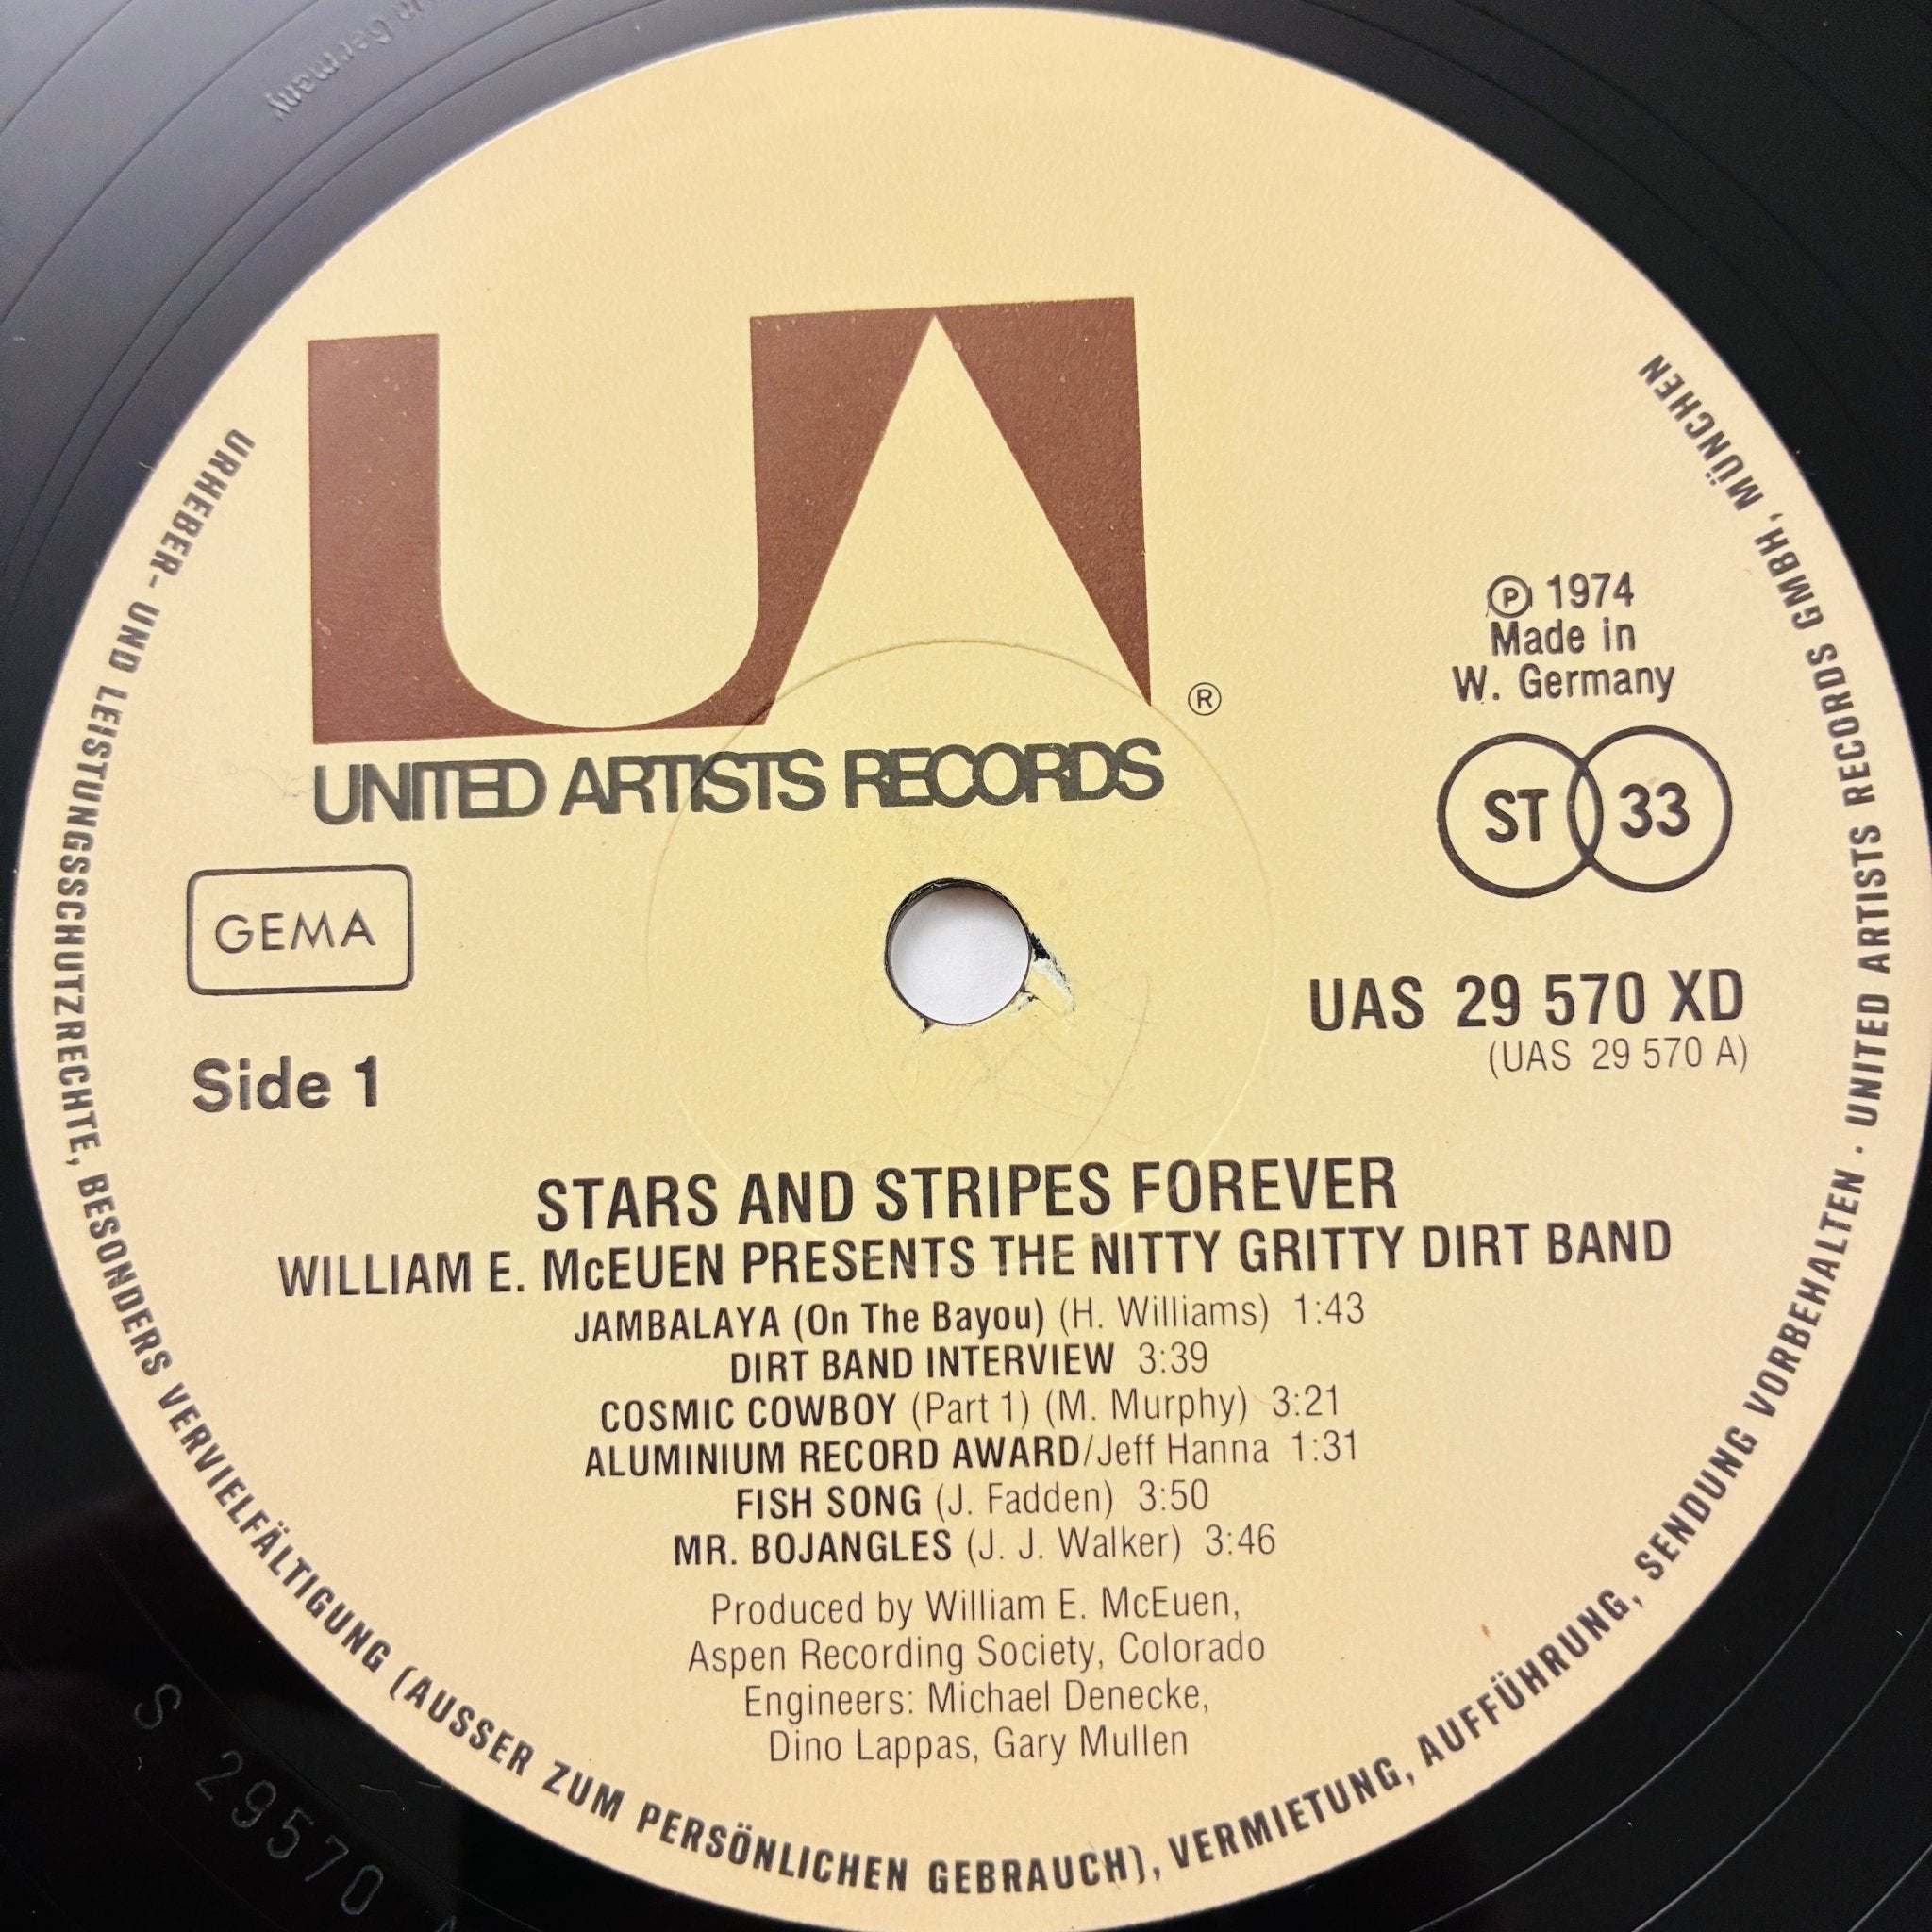 in Germany
UA
®
UNITED ARTISTS RECORDS
Ⓟ 1974
Made in
W. Germany
ST 33
GEMA
Side 1
UAS 29 570 XD
(UAS 29 570 A)
STARS AND STRIPES FOREVER
WILLIAM E. McEUEN PRESENTS THE NITTY GRITTY DIRT BAND
JAMBALAYA (On The Bayou) (H. Williams) 1:43
DIRT BAND INTERVIEW 3:39
COSMIC COWBOY (Part 1) (M. Murphy) 3:21
ALUMINIUM RECORD AWARD/Jeff Hanna 1:31
FISH SONG (J. Fadden) 3:50
MR. BOJANGLES (J. J. Walker) 3:46
Produced by William E. McEuen,
Aspen Recording Society, Colorado
Engineers: Michael Denecke,
Dino Lappas, Gary Mullen
URHEBER- UND LEISTUNGSSCHUTZRECHTE, BESONDERS VERVIELFÄLTIGUNG (AUSSER ZUM PERSÖNLICHEN GEBRAUCH), VERMIETUNG, AUFFÜHRUNG, SENDUNG VORBEHALTEN · UNITED ARTISTS RECORDS GMBH, MÜNCHEN
S 29570